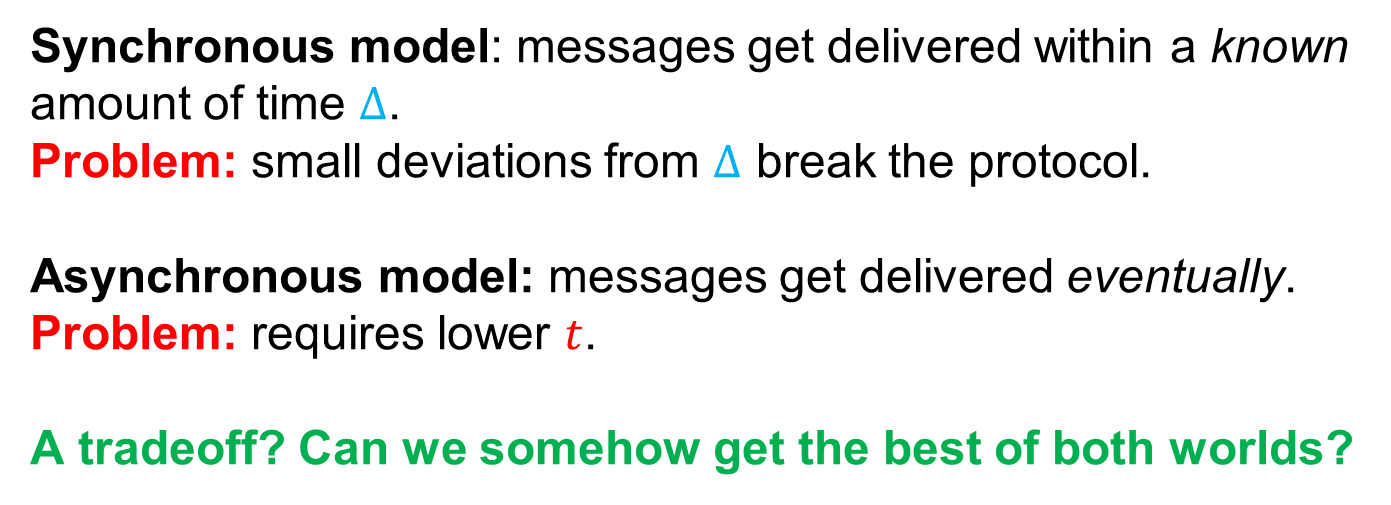 Synchronous model: messages get delivered within a known
amount of time Δ.
Problem: small deviations from Δ break the protocol.
Asynchronous model: messages get delivered eventually.
Problem: requires lower t.
A tradeoff? Can we somehow get the best of both worlds?